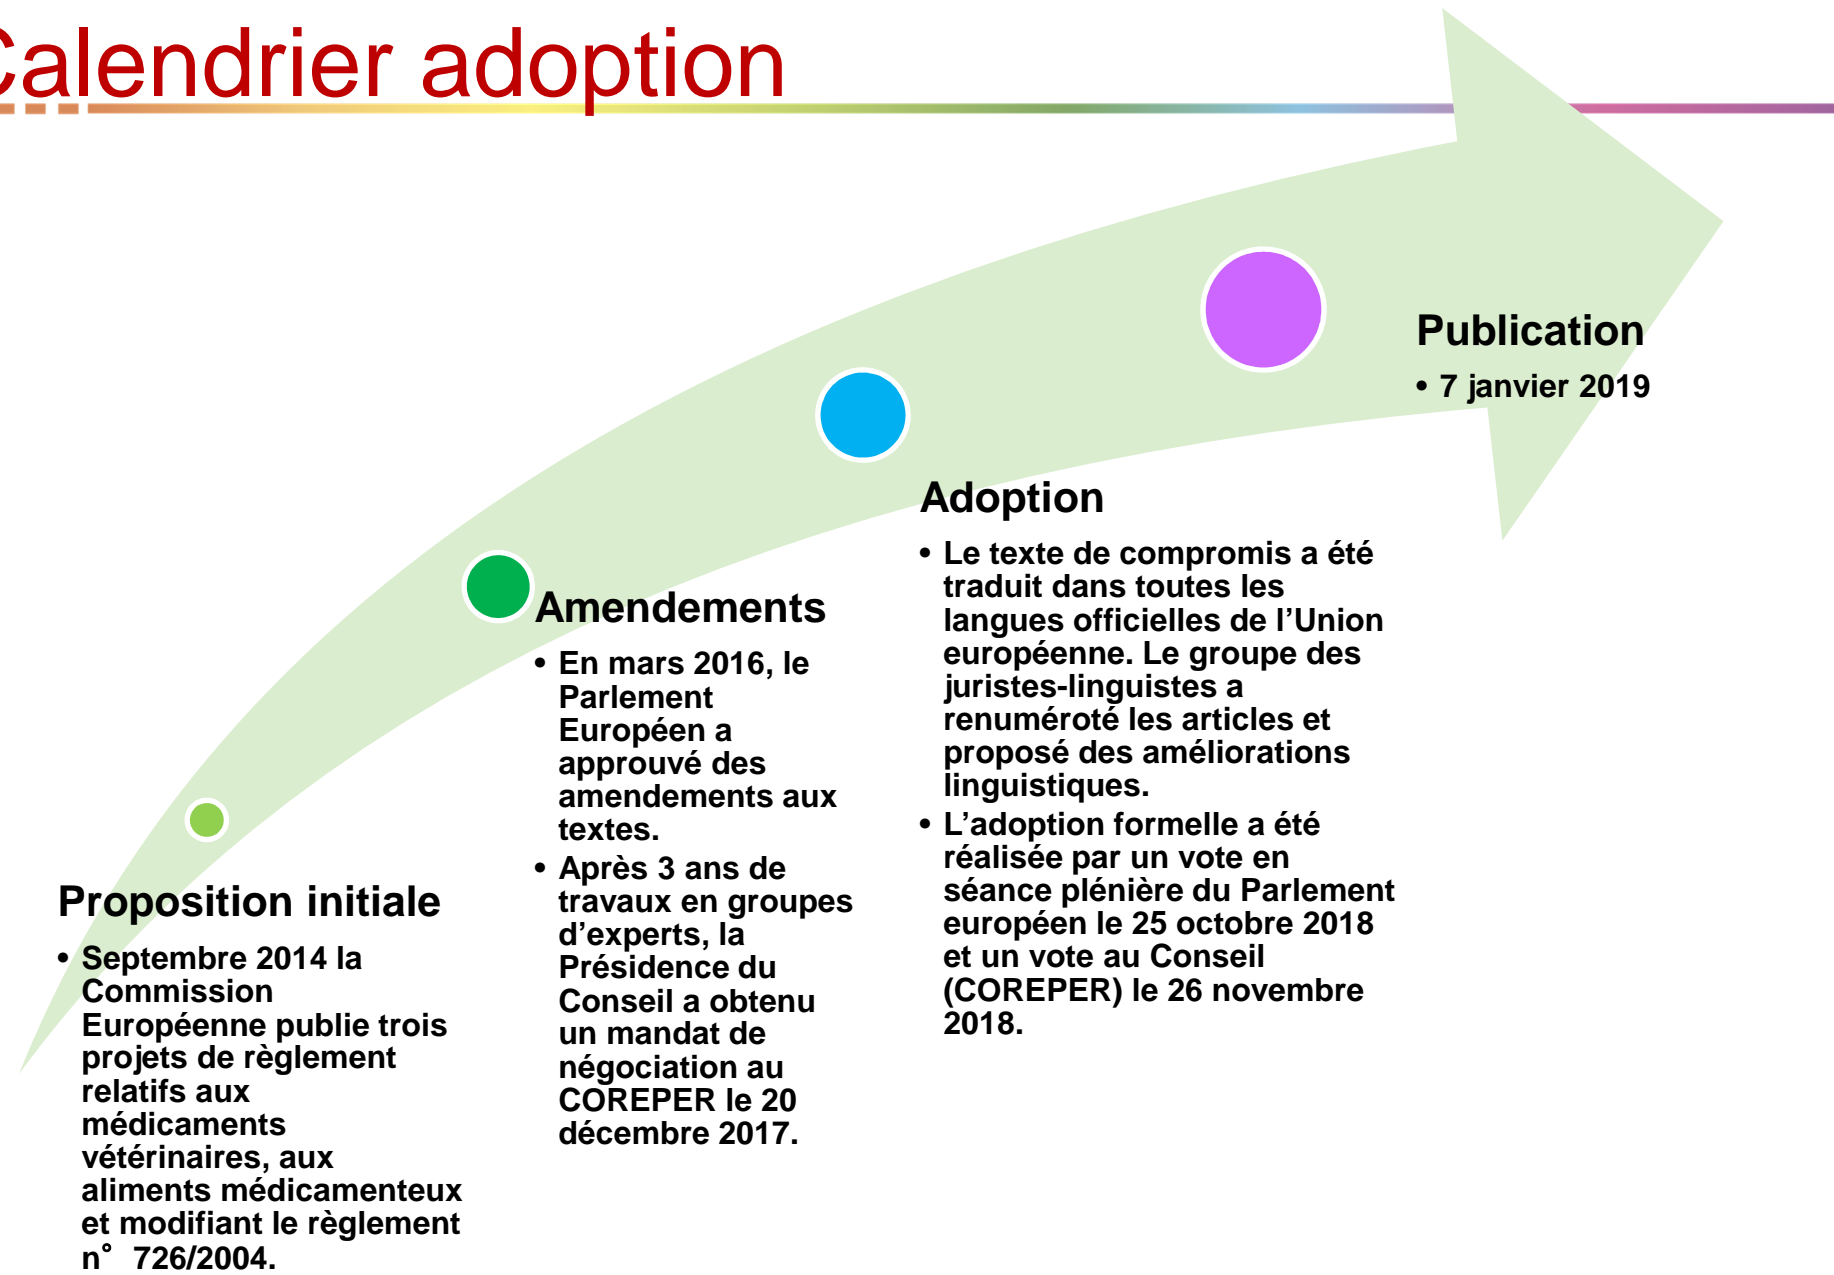 Calendrier adoption
Proposition initiale
• Septembre 2014 la
Commission
Européenne publie trois
projets de règlement
relatifs aux
médicaments
vétérinaires, aux
aliments médicamenteux
et modifiant le règlement
n° 726/2004.
Amendements
• En mars 2016, le
Parlement
Européen a
approuvé des
amendements aux
textes.
• Après 3 ans de
travaux en groupes
d’experts, la
Présidence du
Conseil a obtenu
un mandat de
négociation au
COREPER le 20
décembre 2017.
Adoption
• Le texte de compromis a été
traduit dans toutes les
langues officielles de l’Union
européenne. Le groupe des
juristes-linguistes a
renuméroté les articles et
proposé des améliorations
linguistiques.
• L’adoption formelle a été
réalisée par un vote en
séance plénière du Parlement
européen le 25 octobre 2018
et un vote au Conseil
(COREPER) le 26 novembre
2018.
Publication
• 7 janvier 2019